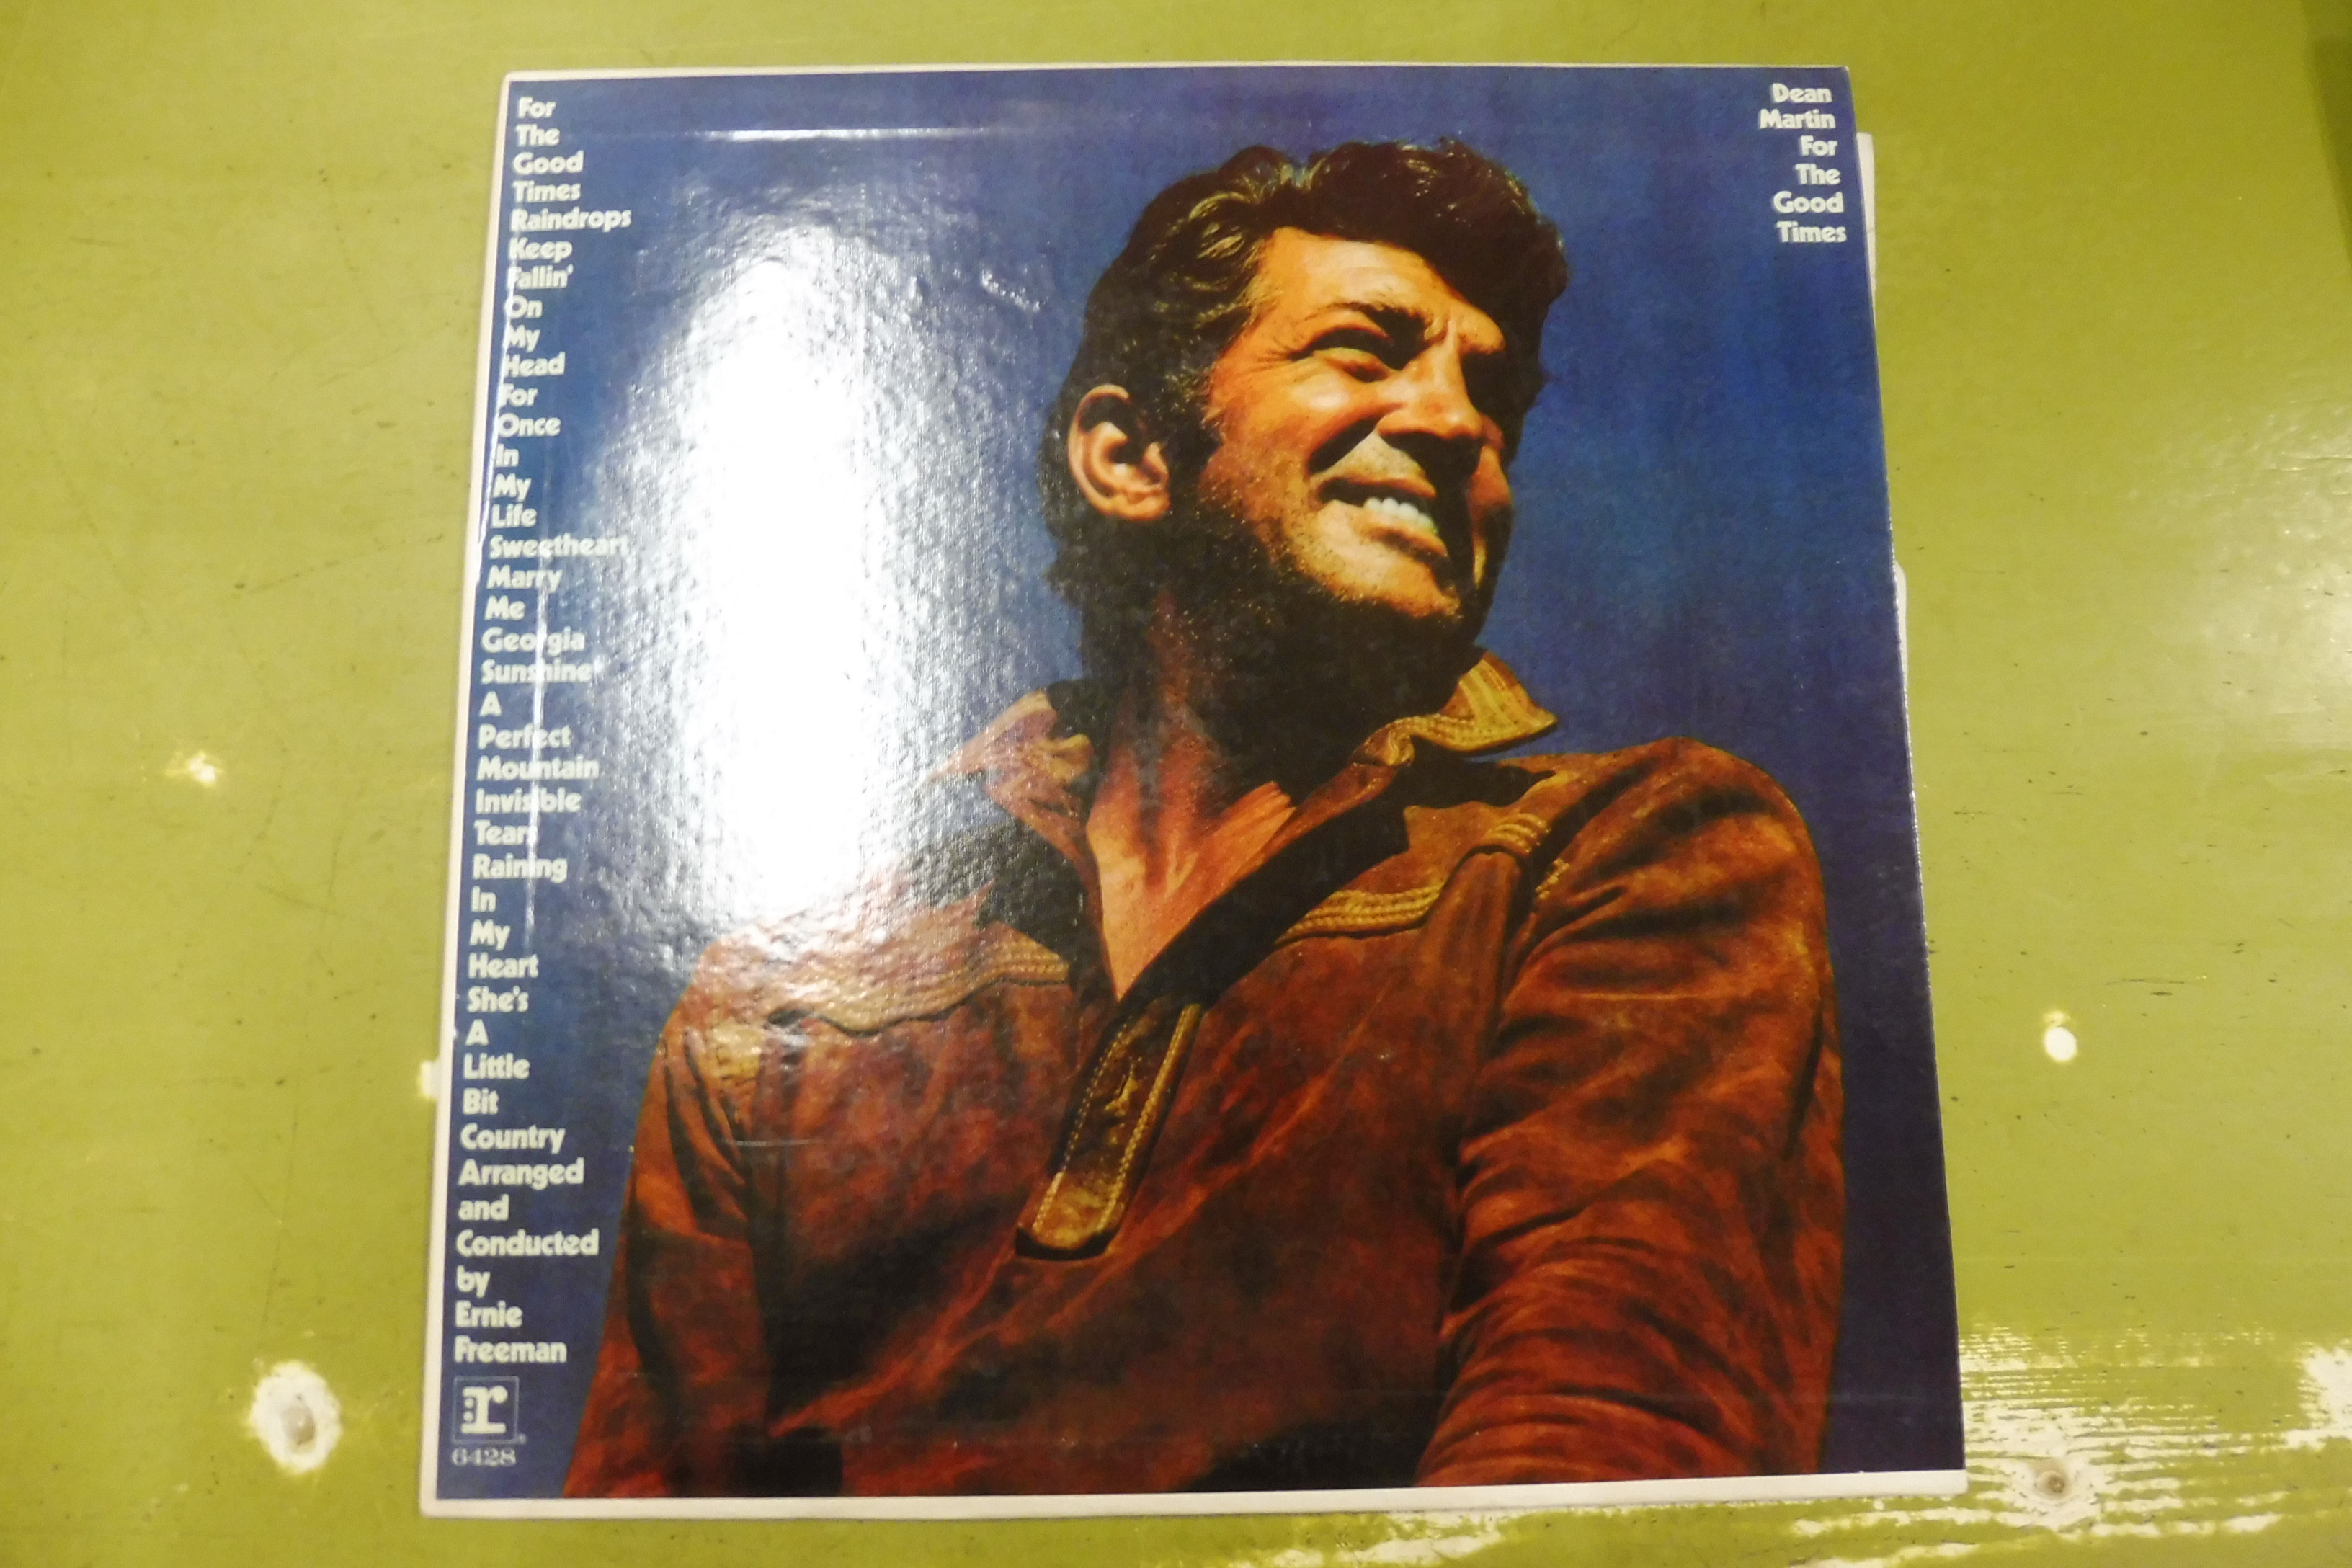 For
The
Good
Times
Raindrops
Keep
Fallin'
On
My
Head
For
Once
In
My
Life
Sweetheart
Marry
Me
Georgia
Sunshine
A
Perfect
Mountain
Invisible
Tears
Raining
In
My
Heart
She's
A
Little
Bit
Country
Arranged
and
Conducted
by
Ernie
Freeman
:r
6428
Dean
Martin
For
The
Good
Times